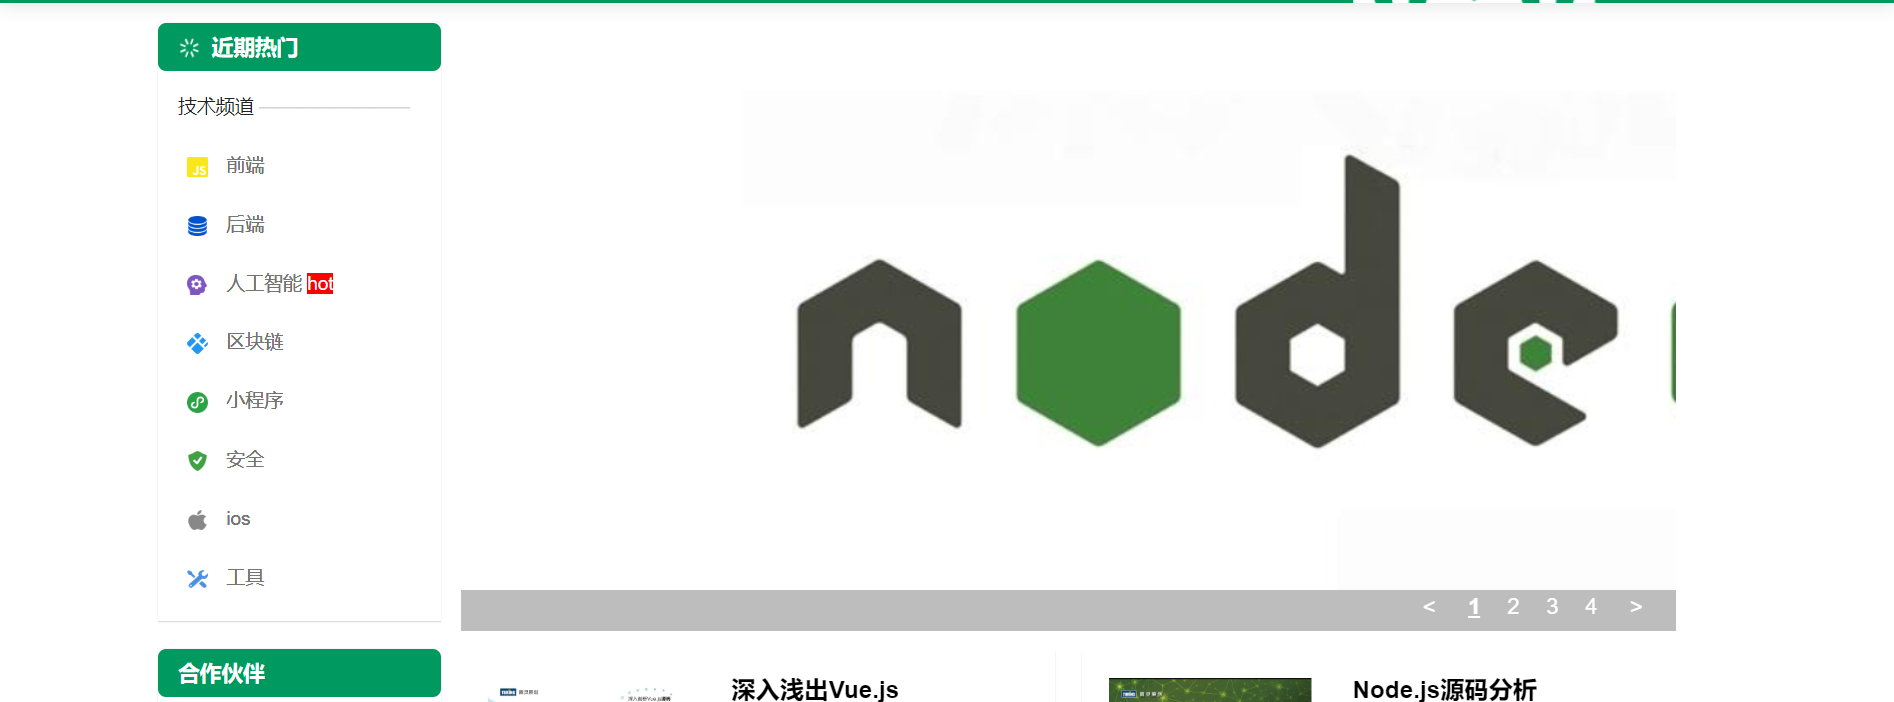 近期热门
技术频道
JS 前端
后端
人工智能 hot
区块链
小程序
安全
ios
工具
node
< 1 2 3 4 >
合作伙伴
深入浅出Vue.js
Node.js源码分析